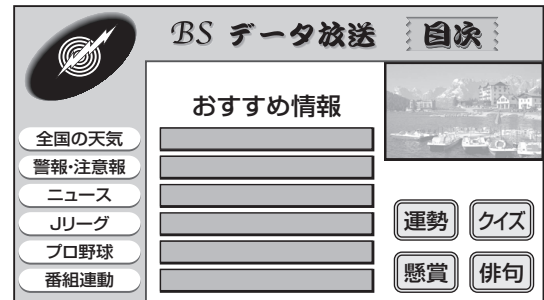 BS データ放送 目次
おすすめ情報
全国の天気
警報・注意報
ニュース
Jリーグ
プロ野球
番組連動
運勢 クイズ
懸賞 俳句